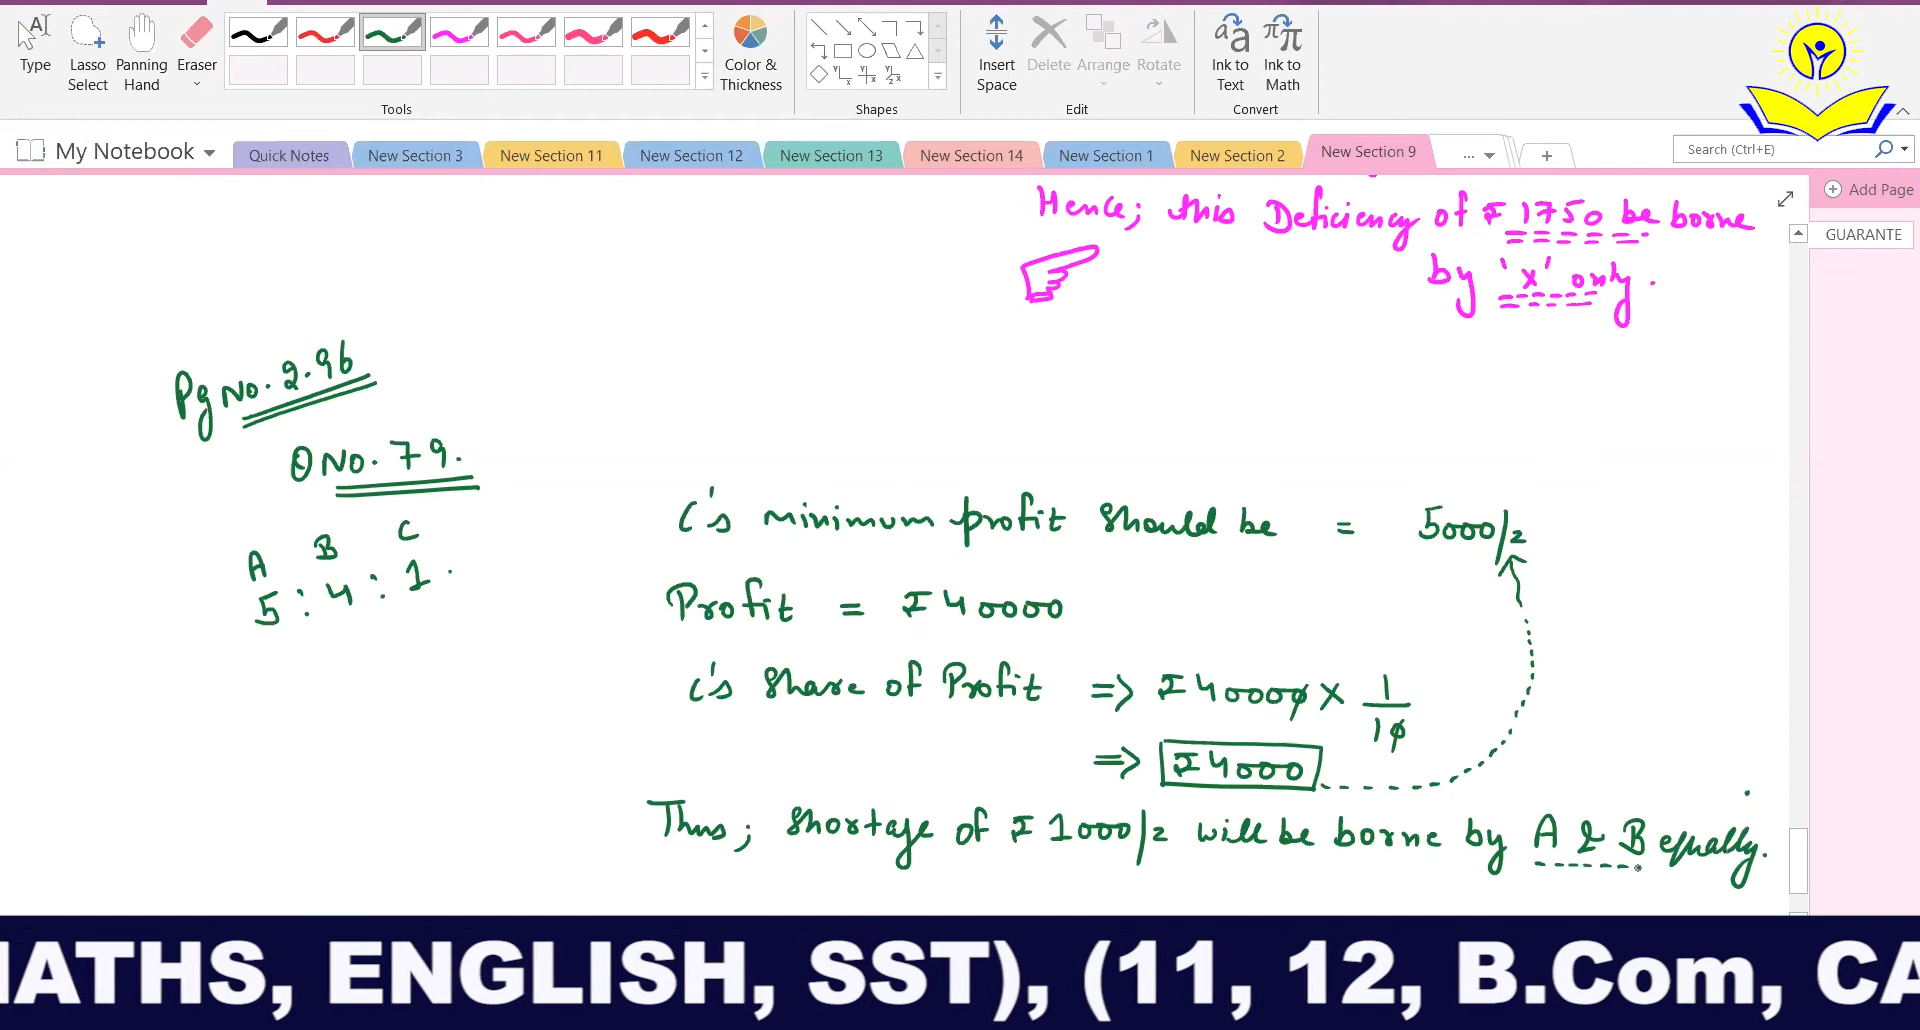 Type
Lasso Select
Panning Hand
Eraser
Color & Thickness
Insert Space
Delete
Arrange
Rotate
Ink to Text
Ink to Math
Tools
Shapes
Edit
Convert
My Notebook
Quick Notes
New Section 3
New Section 11
New Section 12
New Section 13
New Section 14
New Section 1
New Section 2
New Section 9
...
Search (Ctrl+E)
Add Page
GUARANTE
Hence; this Deficiency of ₹ 1750 be borne
by 'x' only.
Pg No. 2.96
Q No. 79.
A B C
5 : 4 : 1.
C's minimum profit should be = 5000/=
Profit = ₹ 40000
C's share of Profit => ₹ 40000 × 1/10
=> ₹ 4000
Thus; shortage of ₹ 1000/= will be borne by A & B equally.
MATHS, ENGLISH, SST), (11, 12, B.Com, CA